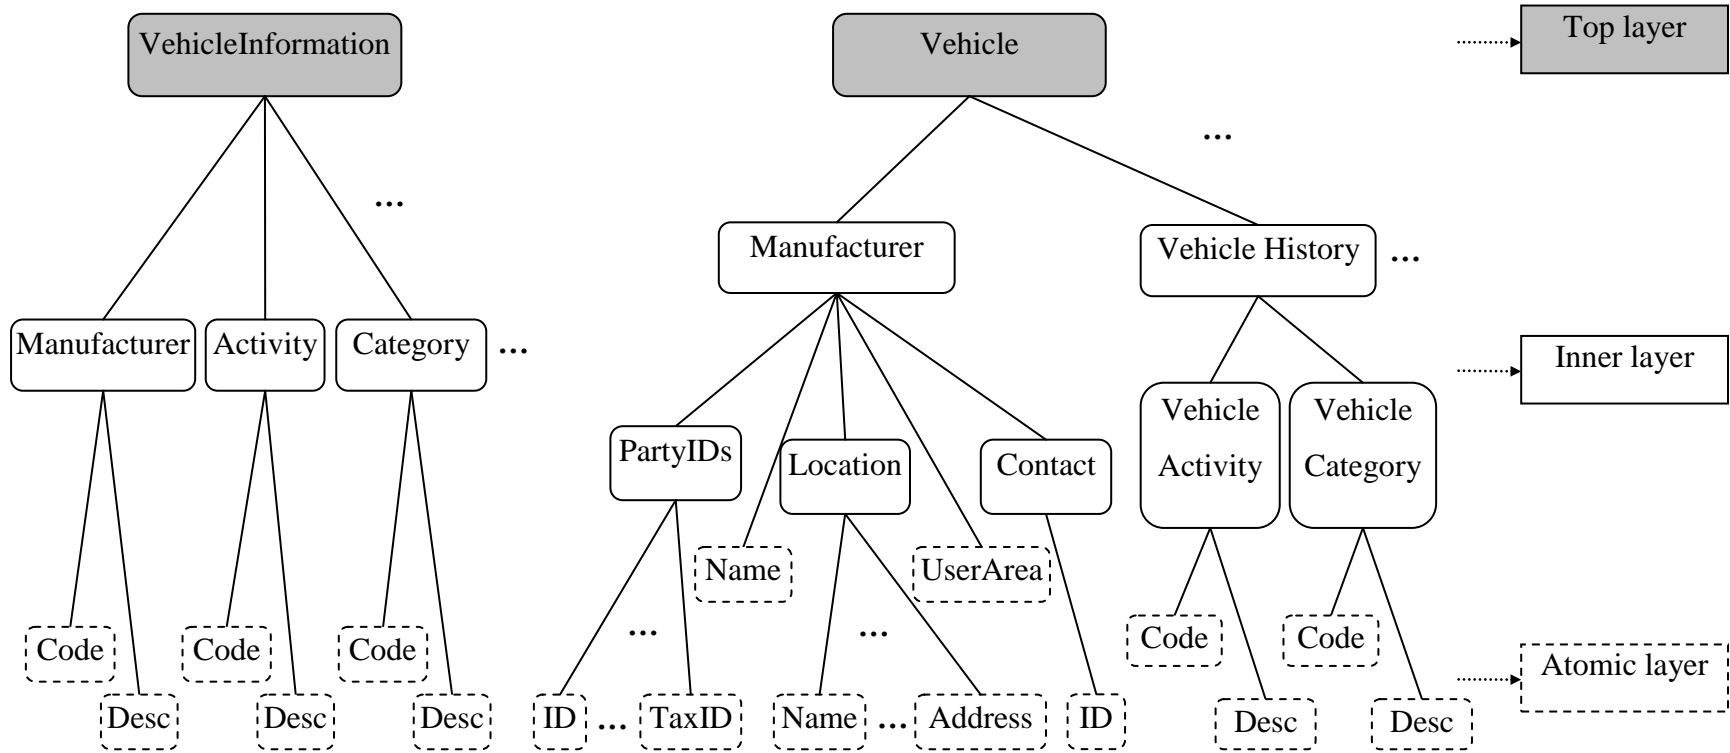 VehicleInformation
Vehicle
Top layer
...
...
Manufacturer
Vehicle History
...
Manufacturer
Activity
Category
...
Inner layer
PartyIDs
Location
Contact
Vehicle
Activity
Vehicle
Category
Name
UserArea
Code
Code
Code
...
...
Code
Code
Atomic layer
Desc
Desc
Desc
ID
...
TaxID
Name
...
Address
ID
Desc
Desc